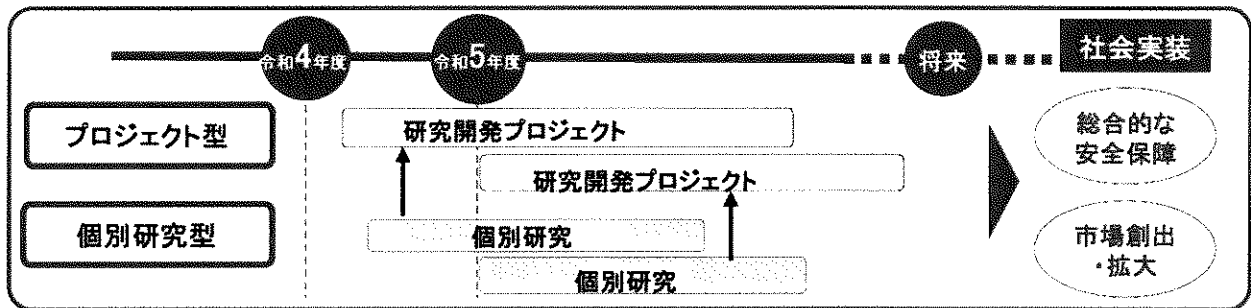 令和4年度
令和5年度
将来
社会実装
プロジェクト型
研究開発プロジェクト
研究開発プロジェクト
総合的な
安全保障
個別研究型
個別研究
個別研究
市場創出
・拡大